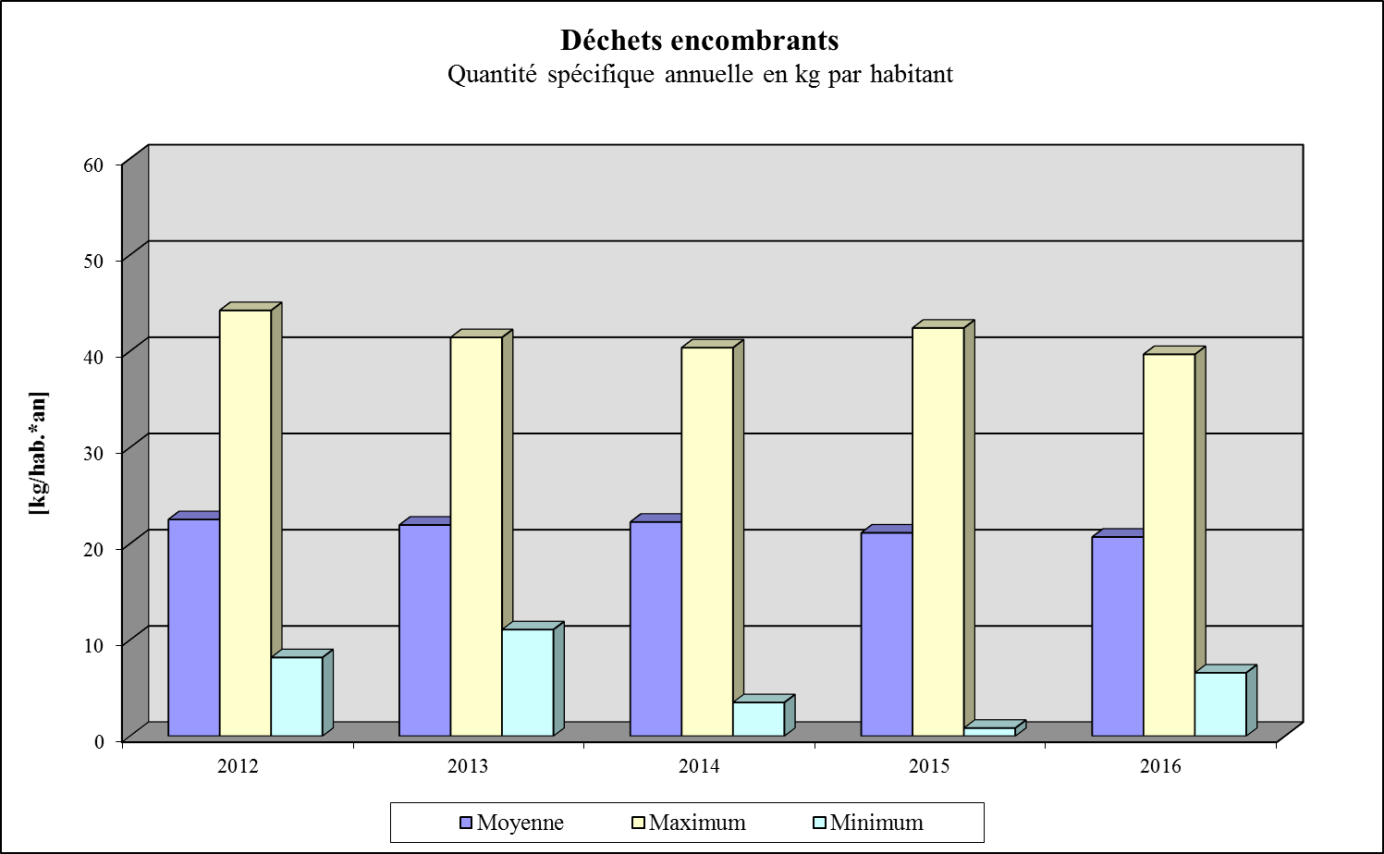 Déchets encombrants
Quantité spécifique annuelle en kg par habitant
60
50
40
30
20
10
0
[kg/hab.*an]
2012 2013 2014 2015 2016
Moyenne Maximum Minimum